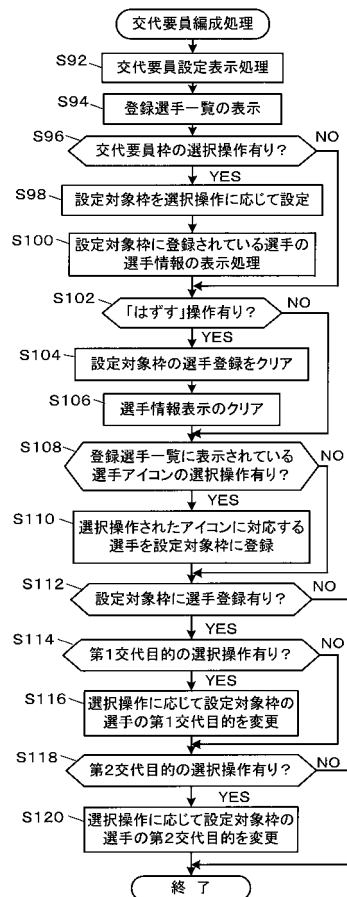 交代要員編成処理
S92
交代要員設定表示処理
S94
登録選手一覧の表示
S96
交代要員枠の選択操作有り?
NO
YES
S98
設定対象枠を選択操作に応じて設定
S100
設定対象枠に登録されている選手の
選手情報の表示処理
S102
「はずす」操作有り?
NO
YES
S104
設定対象枠の選手登録をクリア
S106
選手情報表示のクリア
S108
登録選手一覧に表示されている
選手アイコンの選択操作有り?
NO
YES
S110
選択操作されたアイコンに対応する
選手を設定対象枠に登録
S112
設定対象枠に選手登録有り?
NO
YES
S114
第1交代目的の選択操作有り?
NO
YES
S116
選択操作に応じて設定対象枠の
選手の第1交代目的を変更
S118
第2交代目的の選択操作有り?
NO
YES
S120
選択操作に応じて設定対象枠の
選手の第2交代目的を変更
終了